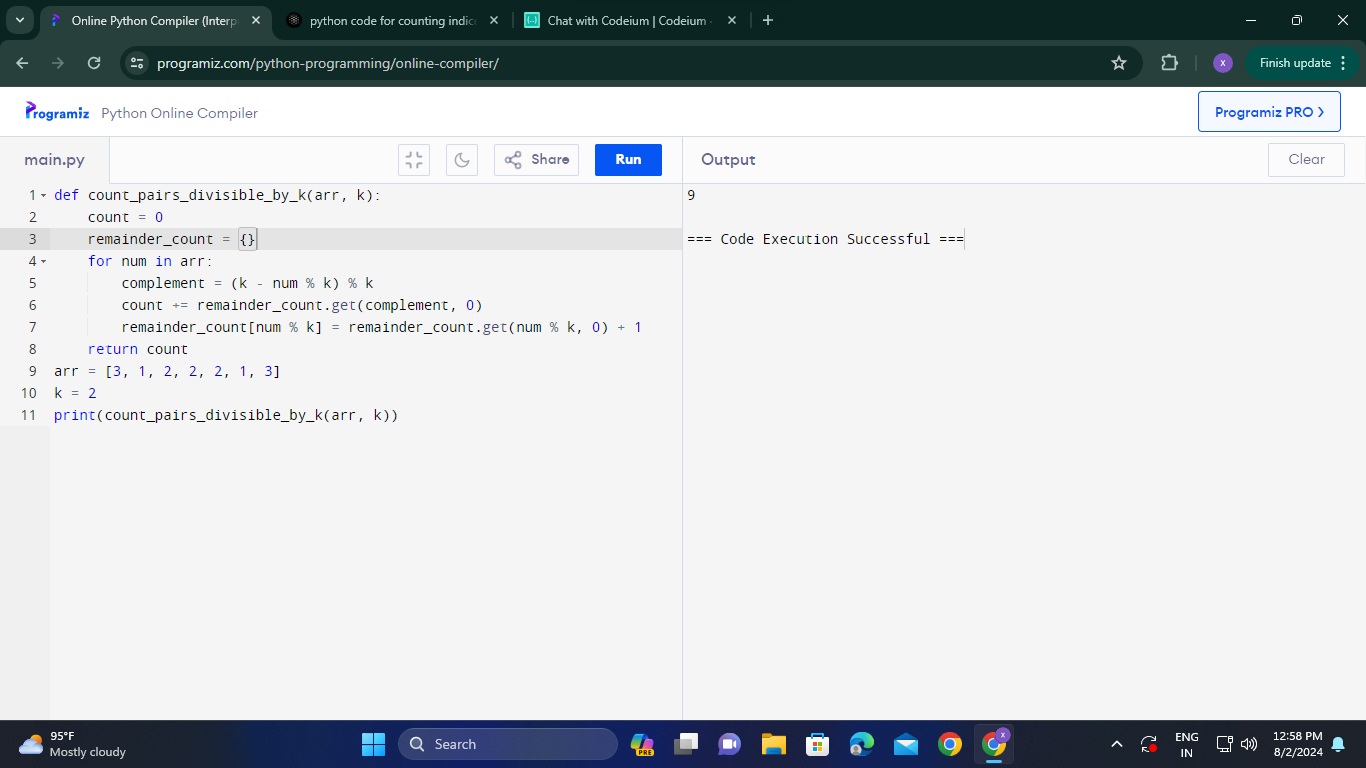 Online Python Compiler (Interp
python code for counting indice
Chat with Codeium | Codeium
programiz.com/python-programming/online-compiler/
x
Finish update
Programiz
Python Online Compiler
Programiz PRO >
main.py
Share
Run
Output
Clear
1 def count_pairs_divisible_by_k(arr, k):
2 count = 0
3 remainder_count = {}
4 for num in arr:
5 complement = (k - num % k) % k
6 count += remainder_count.get(complement, 0)
7 remainder_count[num % k] = remainder_count.get(num % k, 0) + 1
8 return count
9 arr = [3, 1, 2, 2, 2, 1, 3]
10 k = 2
11 print(count_pairs_divisible_by_k(arr, k))
9
=== Code Execution Successful ===
95°F
Mostly cloudy
Search
PRE
x
ENG
IN
12:58 PM
8/2/2024